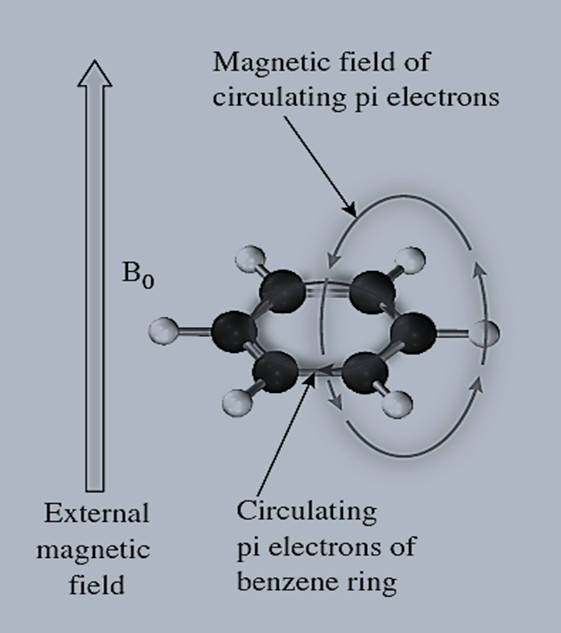 Magnetic field of
circulating pi electrons
B0
External
magnetic
field
Circulating
pi electrons of
benzene ring